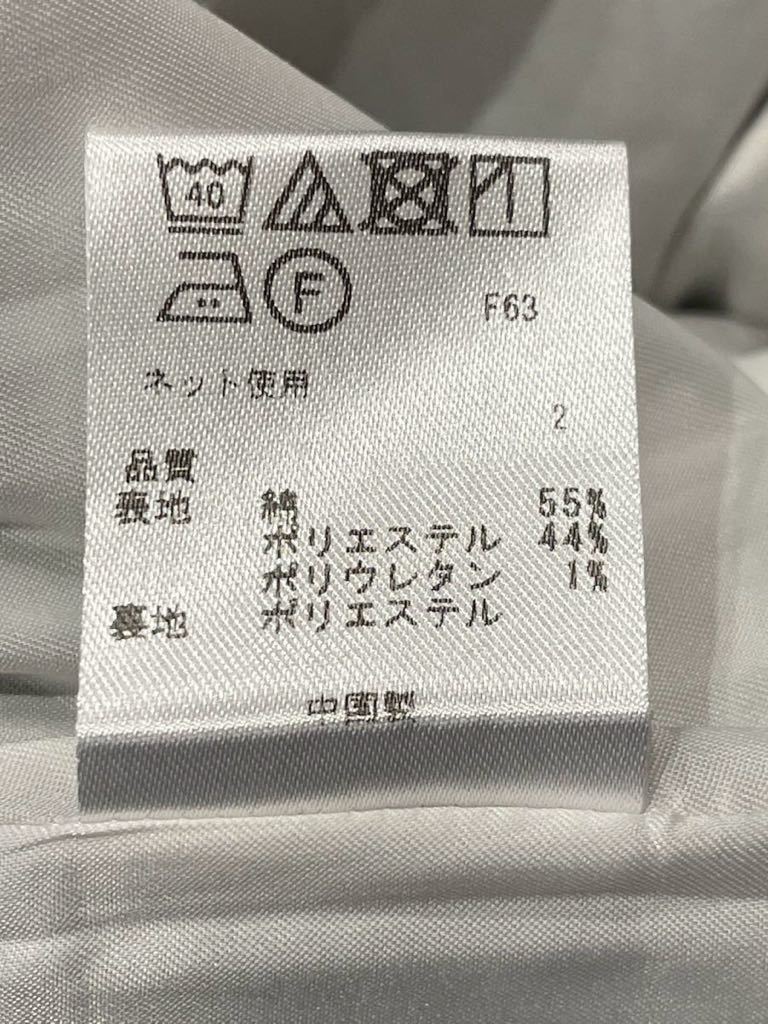 40
F
F63
ネット使用
2
品質
表地 綿 55%
ポリエステル 44%
ポリウレタン 1%
裏地 ポリエステル
中国製